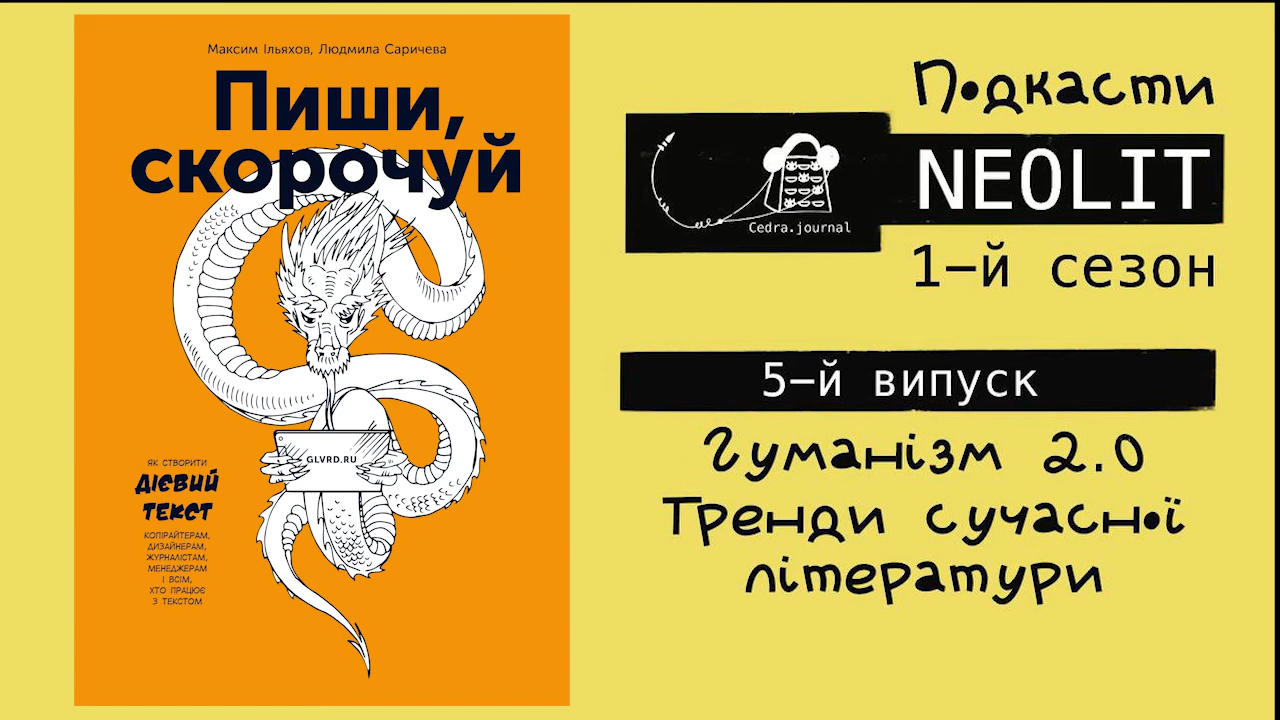 Максим Ільяхов, Людмила Саричева
Пиши,
скорочуй
GLVRD.RU
ЯК СТВОРИТИ
ДІЄВИЙ
ТЕКСТ
КОПІРАЙТЕРАМ,
ДИЗАЙНЕРАМ,
ЖУРНАЛІСТАМ,
МЕНЕДЖЕРАМ
І ВСІМ,
ХТО ПРАЦЮЄ
З ТЕКСТОМ
Подкасти
NEOLIT
Cedra.journal
1–й сезон
5–й випуск
Гуманізм 2.0
Тренди сучасної
літератури